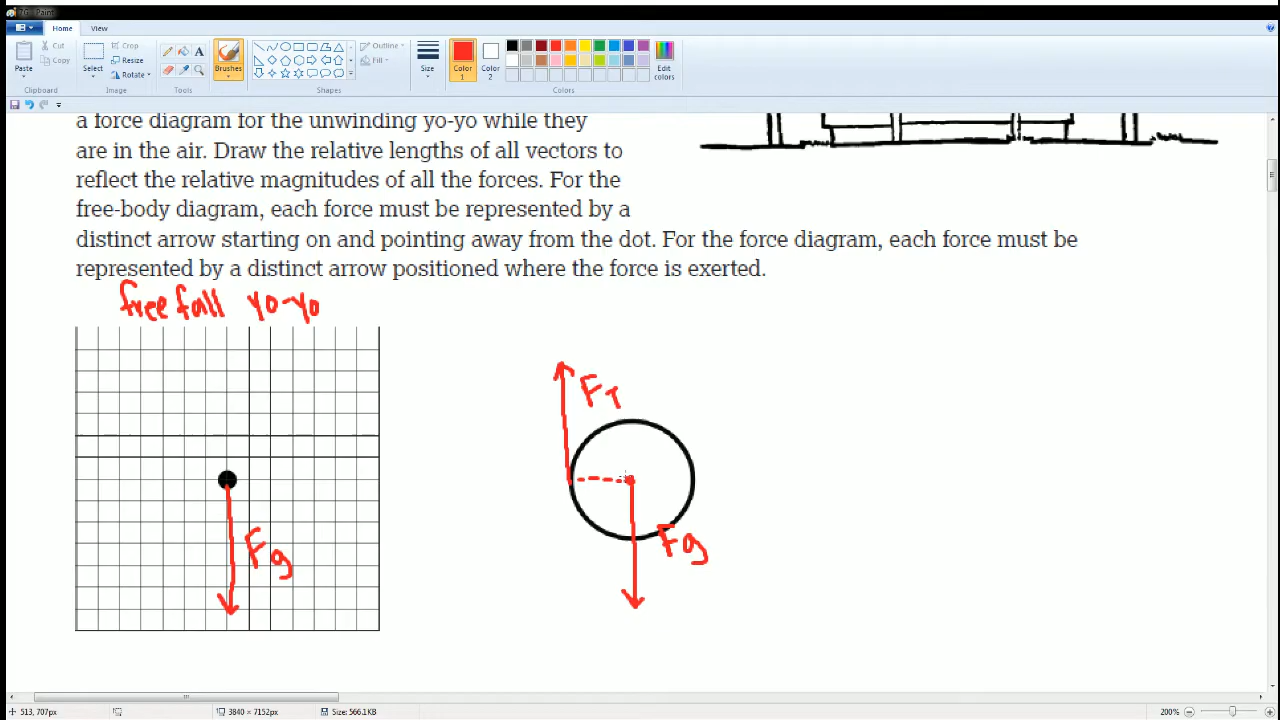 7G - Paint
Home View
Paste Cut Copy Select Crop Resize Rotate A Brushes Outline Fill Size Color 1 Color 2 Edit colors
Clipboard Image Tools Shapes Colors
a force diagram for the unwinding yo-yo while they
are in the air. Draw the relative lengths of all vectors to
reflect the relative magnitudes of all the forces. For the
free-body diagram, each force must be represented by a
distinct arrow starting on and pointing away from the dot. For the force diagram, each force must be
represented by a distinct arrow positioned where the force is exerted.
free fall yo-yo
FT
Fg
Fg
513, 707px 3840 × 7152px Size: 566.1KB 200%